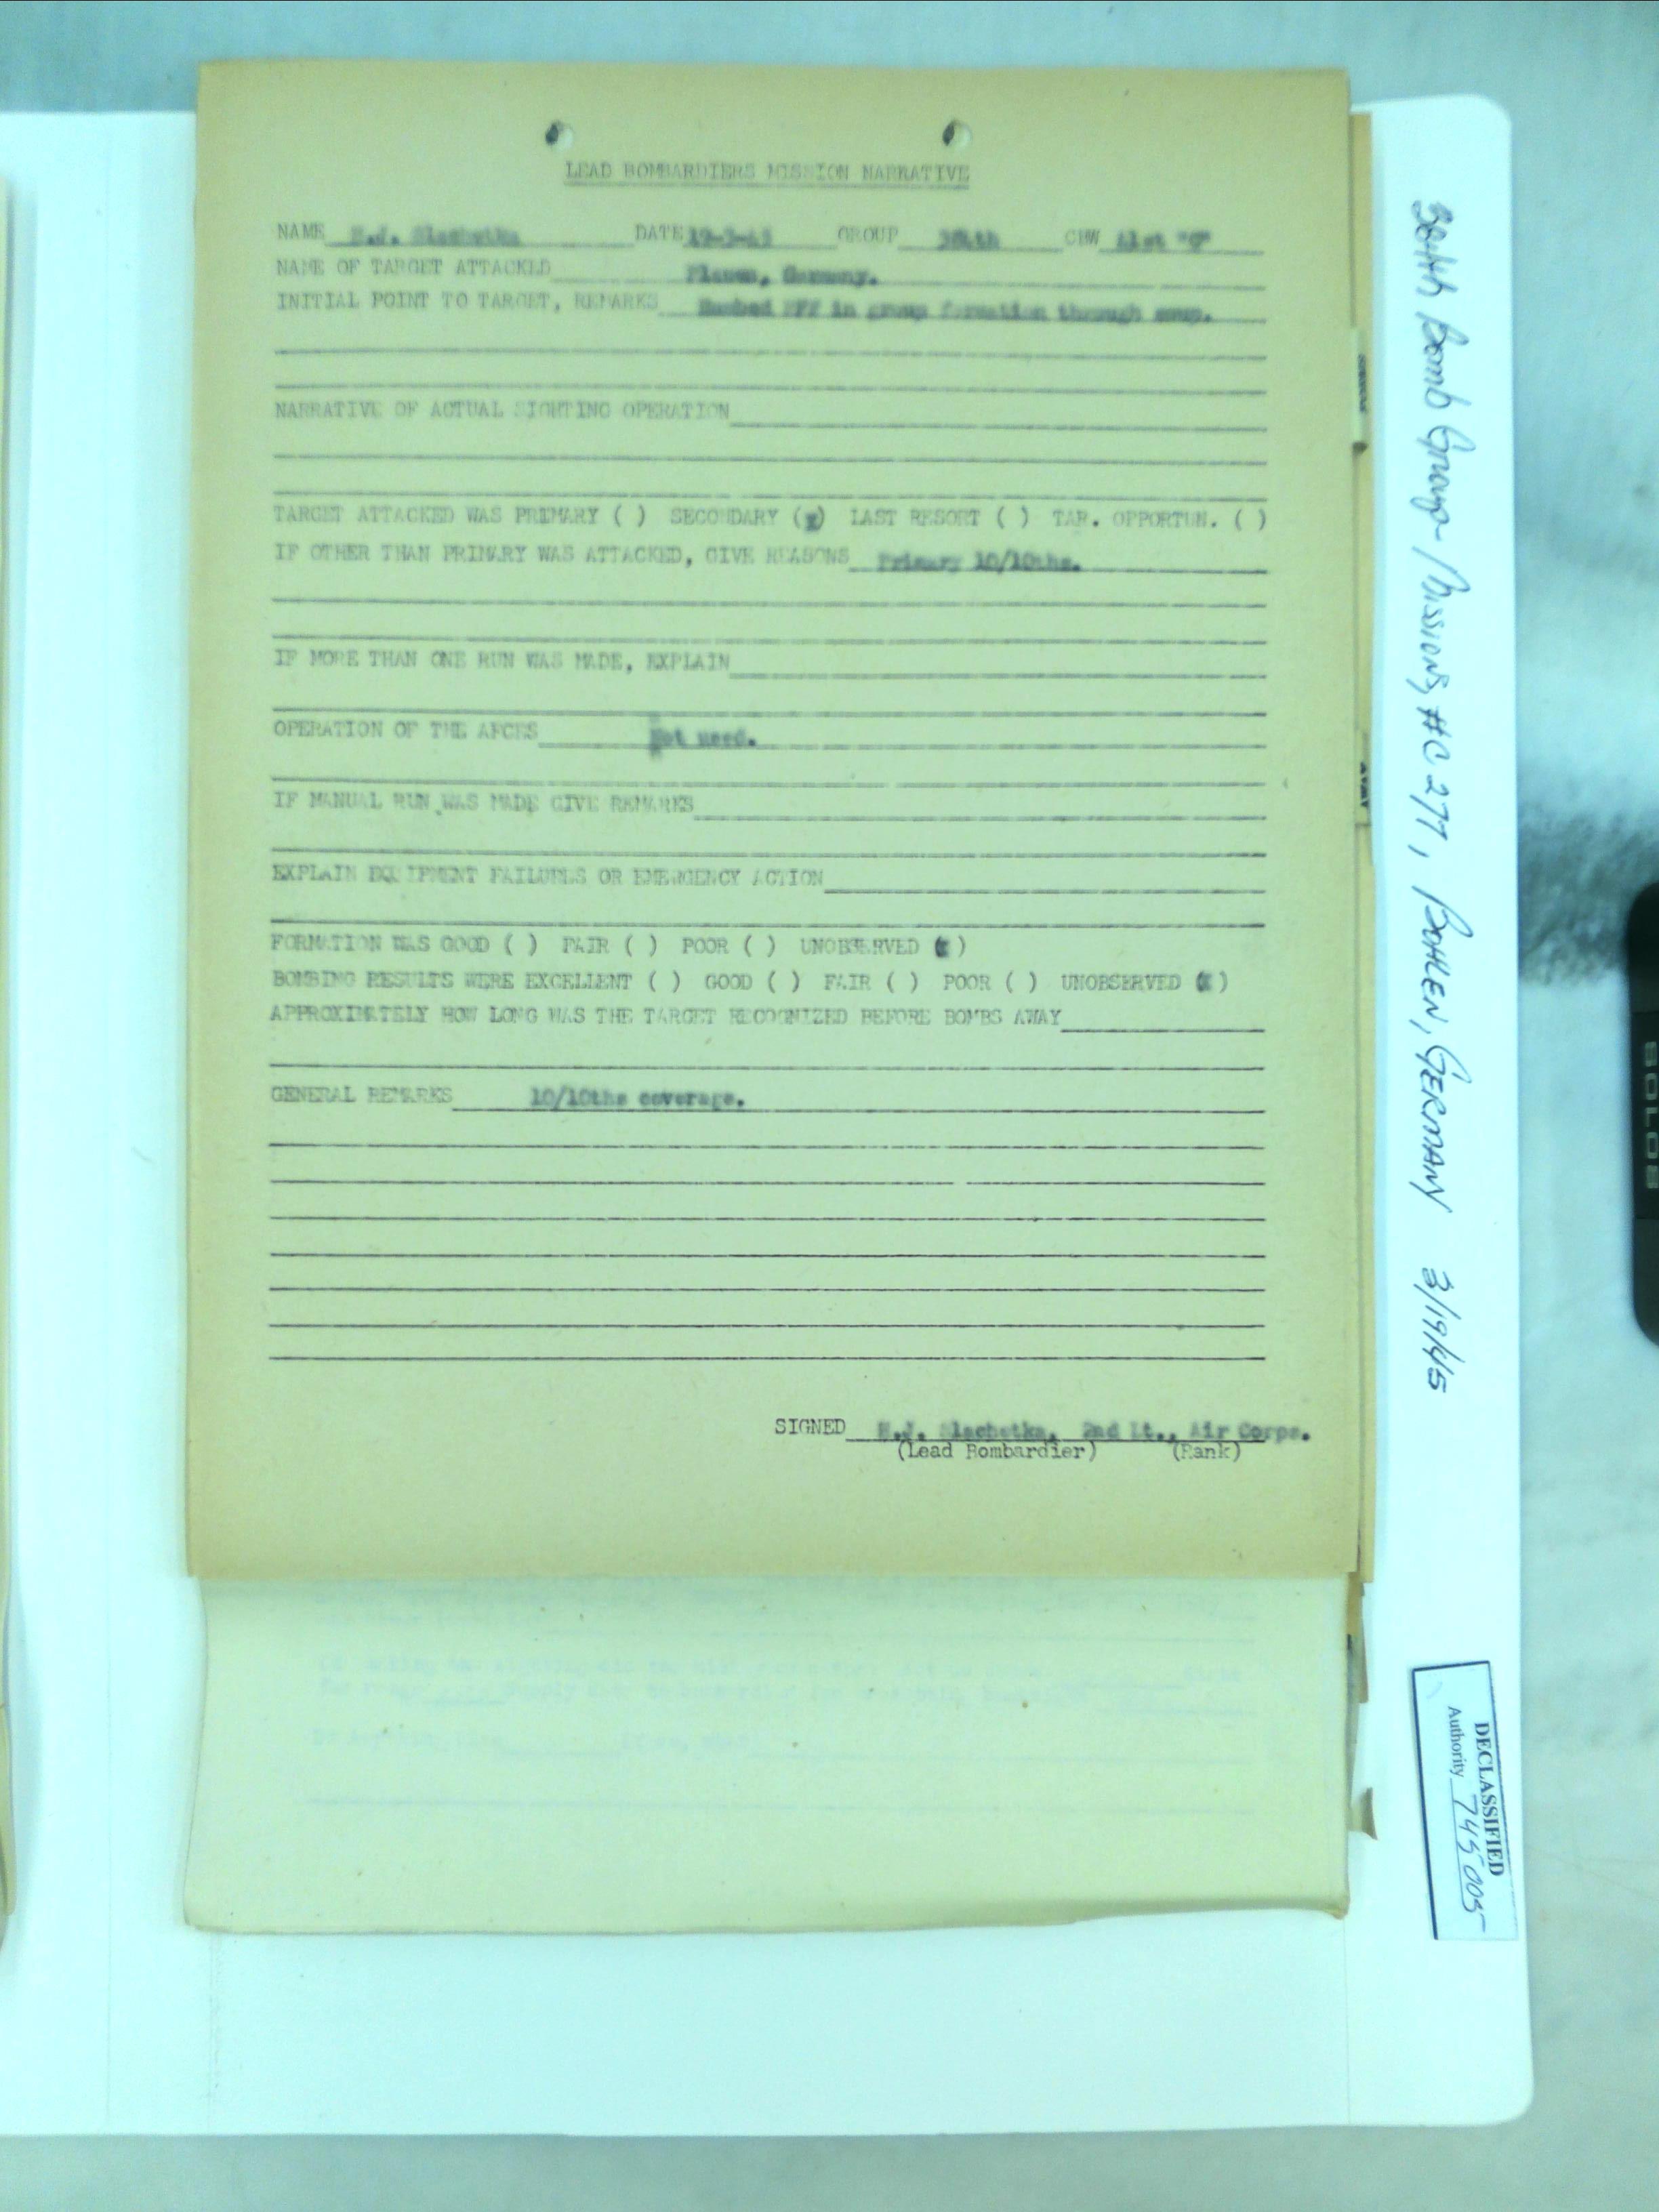 LEAD BOMBARDIERS MISSION NARRATIVE
NAME H.J. Slachetka DATE 19-3-45 GROUP 384th CBW 41st "C"
NAME OF TARGET ATTACKED Plauen, Germany.
INITIAL POINT TO TARGET, REMARKS Bombed PFF in group formation through soup.
NARRATIVE OF ACTUAL SIGHTING OPERATION
TARGET ATTACKED WAS PRIMARY ( ) SECONDARY (x) LAST RESORT ( ) TAR. OPPORTUN. ( )
IF OTHER THAN PRIMARY WAS ATTACKED, GIVE REASONS Primary 10/10ths.
IF MORE THAN ONE RUN WAS MADE, EXPLAIN
OPERATION OF THE AFCES Not used.
IF MANUAL RUN WAS MADE GIVE REMARKS
EXPLAIN EQUIPMENT FAILURES OR EMERGENCY ACTION
FORMATION WAS GOOD ( ) FAIR ( ) POOR ( ) UNOBSERVED (x)
BOMBING RESULTS WERE EXCELLENT ( ) GOOD ( ) FAIR ( ) POOR ( ) UNOBSERVED (x)
APPROXIMATELY HOW LONG WAS THE TARGET RECOGNIZED BEFORE BOMBS AWAY
GENERAL REMARKS 10/10ths coverage.
SIGNED H.J. Slachetka, 2nd Lt., Air Corps.
(Lead Bombardier) (Rank)
384th Bomb Group - Missions, #C 277, BOHLEN, GERMAN 3/19/45
DECLASSIFIED
Authority 745005